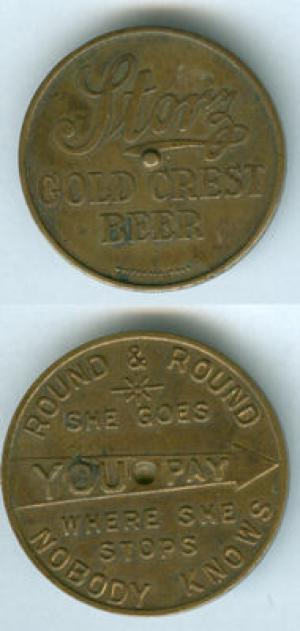 Storz
GOLD CREST
BEER
ROUND & ROUND
SHE GOES
YOU PAY
WHERE SHE
STOPS
NOBODY KNOWS